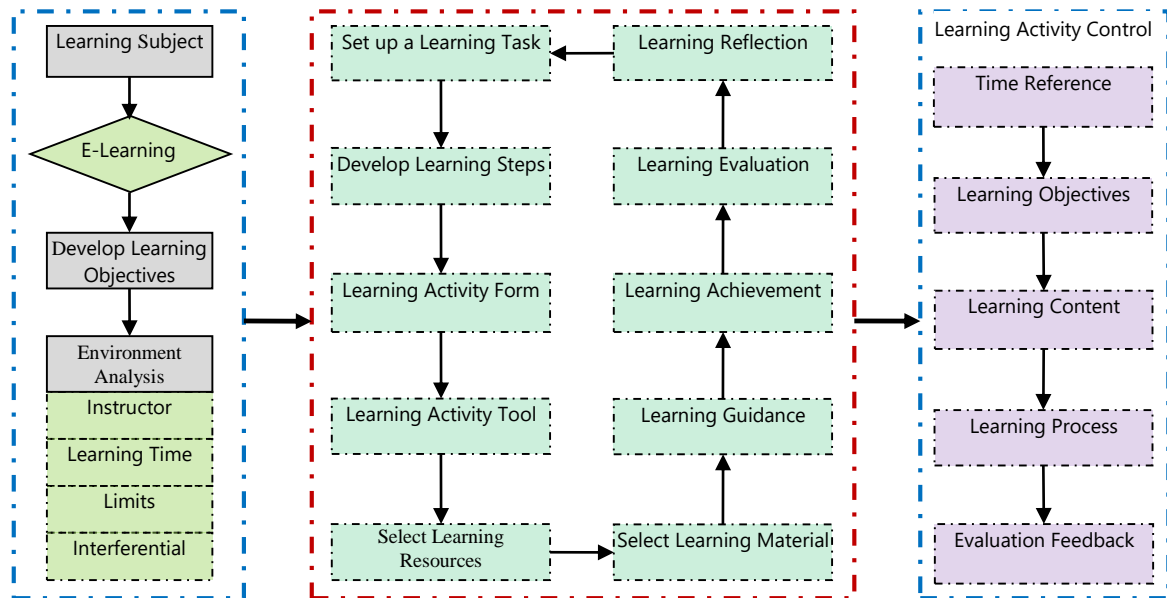 Learning Subject
E-Learning
Develop Learning
Objectives
Environment
Analysis
Instructor
Learning Time
Limits
Interferential
Set up a Learning Task
Develop Learning Steps
Learning Activity Form
Learning Activity Tool
Select Learning
Resources
Select Learning Material
Learning Guidance
Learning Achievement
Learning Evaluation
Learning Reflection
Learning Activity Control
Time Reference
Learning Objectives
Learning Content
Learning Process
Evaluation Feedback